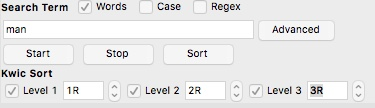 Search Term Words Case Regex
man Advanced
Start Stop Sort
Kwic Sort
Level 1 1R Level 2 2R Level 3 3R